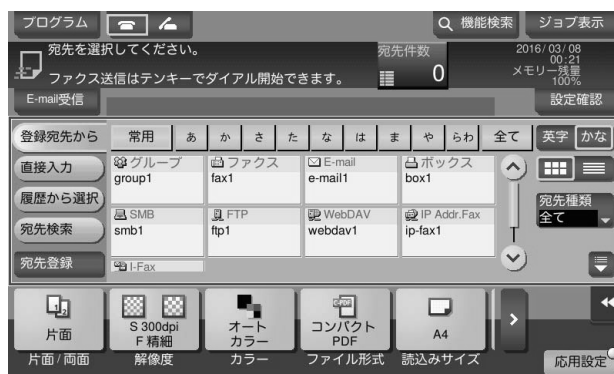 プログラム
機能検索
ジョブ表示
宛先を選択してください。
ファクス送信はテンキーでダイアル開始できます。
宛先件数
0
2016/03/08
00:21
メモリー残量
100%
E-mail受信
設定確認
登録宛先から
常用
あ
か
さ
た
な
は
ま
や
らわ
全て
英字
かな
直接入力
履歴から選択
宛先検索
宛先登録
グループ
group1
ファクス
fax1
E-mail
e-mail1
ボックス
box1
SMB
smb1
FTP
ftp1
WebDAV
webdav1
IP Addr.Fax
ip-fax1
I-Fax
宛先種類
全て
片面
片面/両面
S 300dpi
F 精細
解像度
オート
カラー
カラー
コンパクト
PDF
ファイル形式
A4
読込みサイズ
応用設定